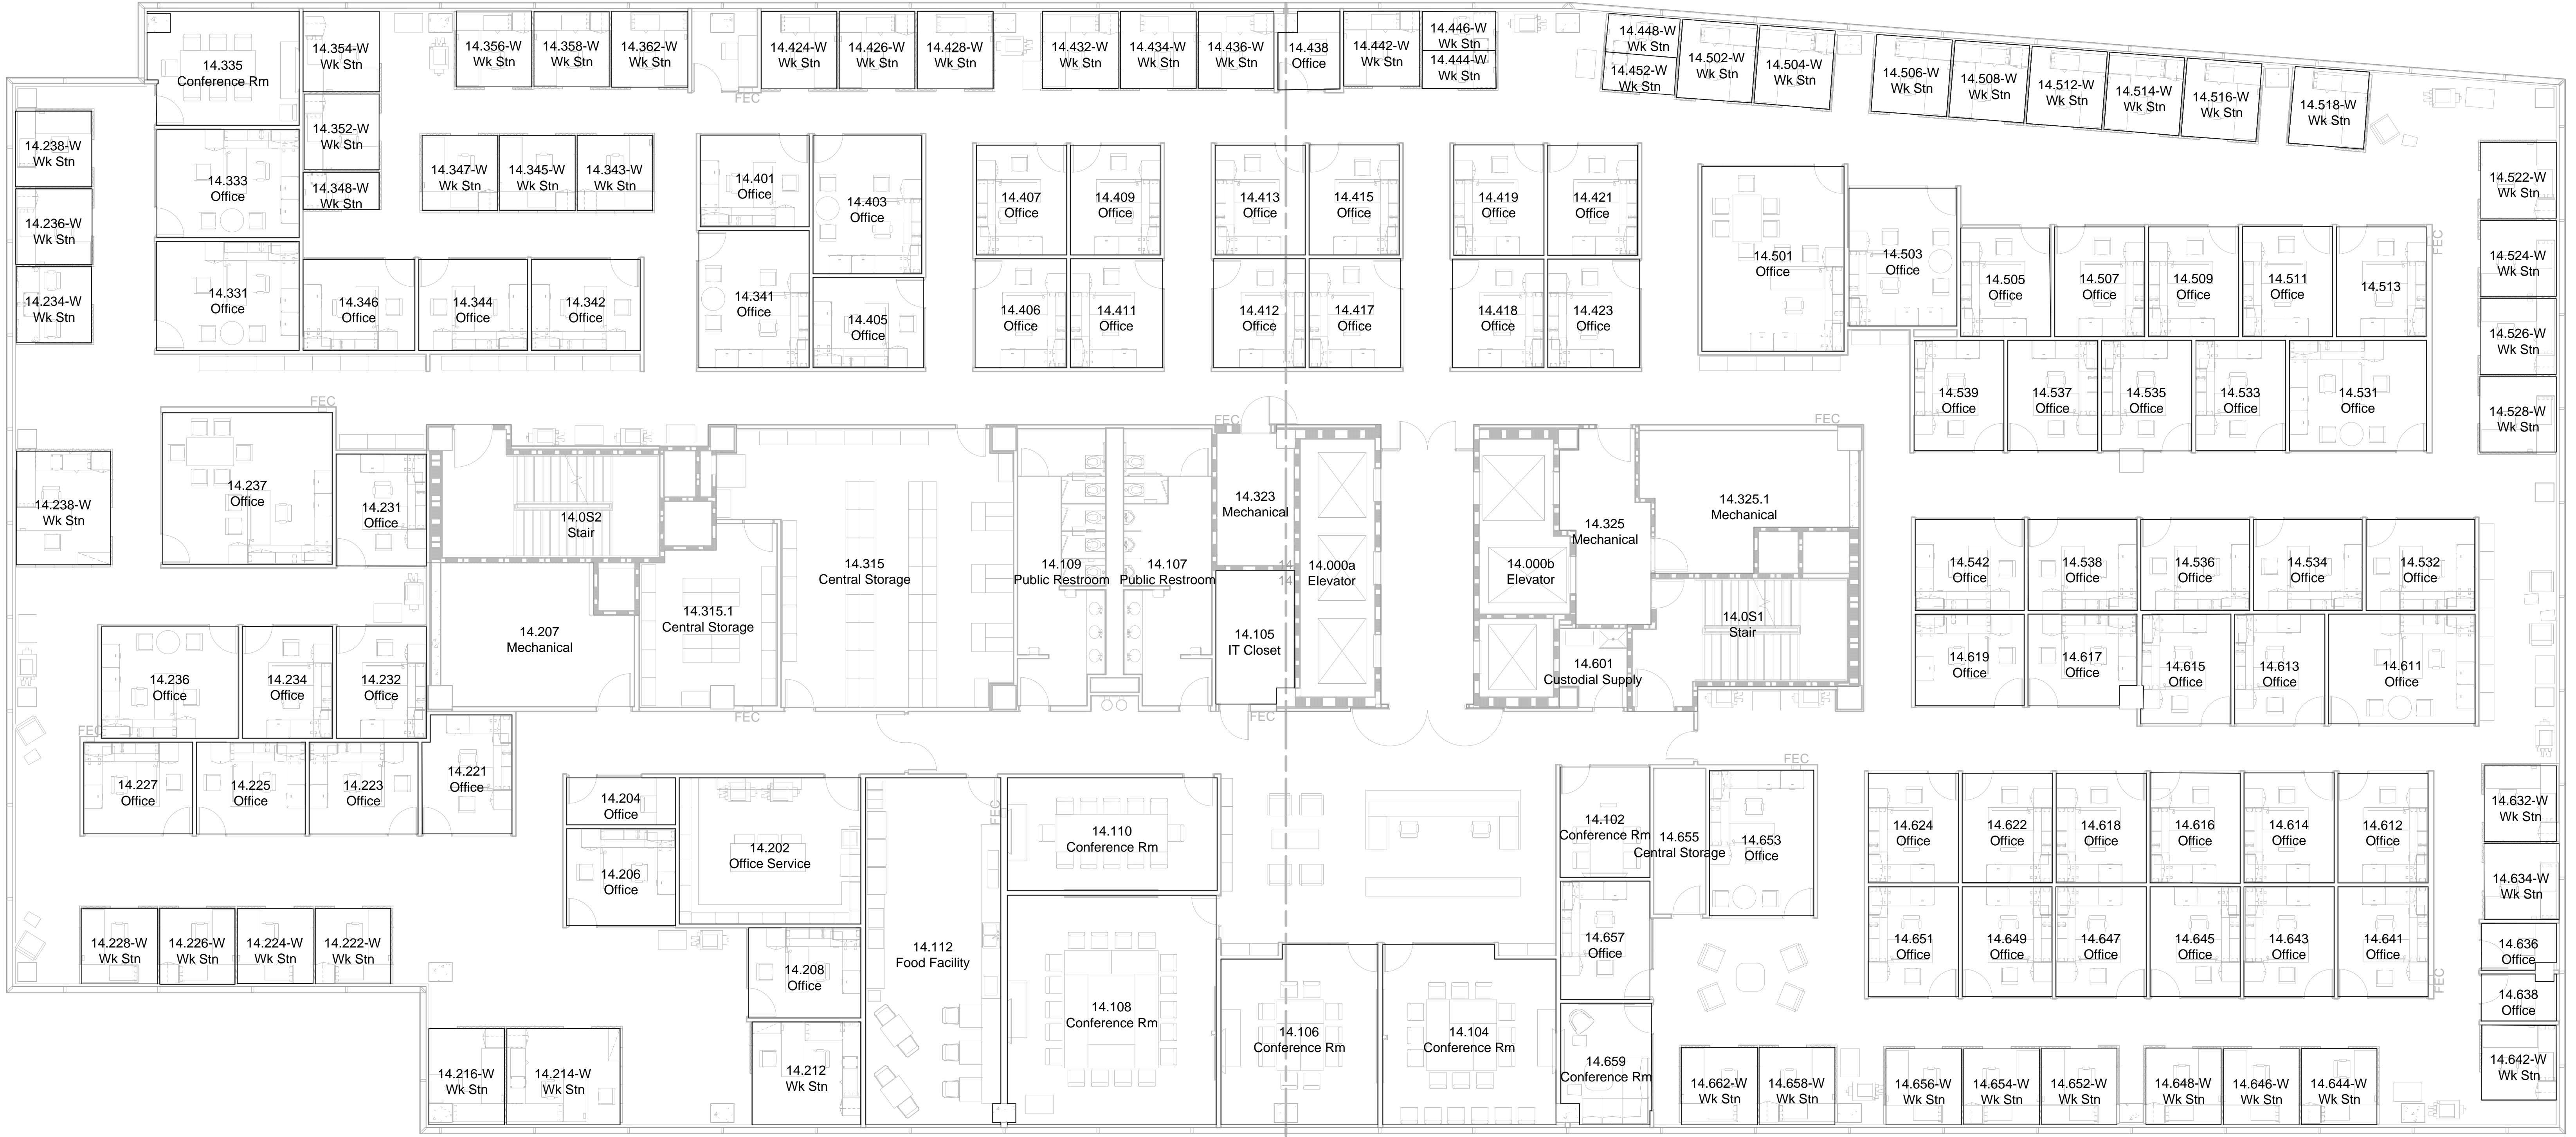 14.335
Conference Rm
14.354-W
Wk Stn
14.356-W
Wk Stn
14.358-W
Wk Stn
14.362-W
Wk Stn
FEC
14.424-W
Wk Stn
14.426-W
Wk Stn
14.428-W
Wk Stn
14.432-W
Wk Stn
14.434-W
Wk Stn
14.436-W
Wk Stn
14.438
Office
14.442-W
Wk Stn
14.446-W
Wk Stn
14.444-W
Wk Stn
14.448-W
Wk Stn
14.452-W
Wk Stn
14.502-W
Wk Stn
14.504-W
Wk Stn
14.506-W
Wk Stn
14.508-W
Wk Stn
14.512-W
Wk Stn
14.514-W
Wk Stn
14.516-W
Wk Stn
14.518-W
Wk Stn
14.238-W
Wk Stn
14.236-W
Wk Stn
14.234-W
Wk Stn
14.333
Office
14.331
Office
14.352-W
Wk Stn
14.348-W
Wk Stn
14.347-W
Wk Stn
14.345-W
Wk Stn
14.343-W
Wk Stn
14.346
Office
14.344
Office
14.342
Office
14.401
Office
14.403
Office
14.341
Office
14.405
Office
14.407
Office
14.409
Office
14.406
Office
14.411
Office
14.413
Office
14.415
Office
14.412
Office
14.417
Office
14.419
Office
14.421
Office
14.418
Office
14.423
Office
14.501
Office
14.503
Office
14.505
Office
14.507
Office
14.509
Office
14.511
Office
14.513
FEC
14.539
Office
14.537
Office
14.535
Office
14.533
Office
14.531
Office
14.522-W
Wk Stn
14.524-W
Wk Stn
14.526-W
Wk Stn
14.528-W
Wk Stn
FEC
14.238-W
Wk Stn
14.237
Office
14.231
Office
14.0S2
Stair
14.207
Mechanical
14.315.1
Central Storage
14.315
Central Storage
14.109
Public Restroom
14.107
Public Restroom
FEC
14.323
Mechanical
14.105
IT Closet
FEC
14.000a
Elevator
14.000b
Elevator
14.325
Mechanical
14.325.1
Mechanical
FEC
14.0S1
Stair
14.601
Custodial Supply
14.542
Office
14.538
Office
14.536
Office
14.534
Office
14.532
Office
14.619
Office
14.617
Office
14.615
Office
14.613
Office
14.611
Office
14.236
Office
14.234
Office
14.232
Office
FEC
14.227
Office
14.225
Office
14.223
Office
14.221
Office
FEC
14.204
Office
14.206
Office
14.202
Office Service
14.208
Office
14.212
Wk Stn
FEC
14.112
Food Facility
14.110
Conference Rm
14.108
Conference Rm
14.106
Conference Rm
14.104
Conference Rm
14.102
Conference Rm
14.655
Central Storage
FEC
14.653
Office
14.657
Office
14.659
Conference Rm
14.624
Office
14.622
Office
14.618
Office
14.616
Office
14.614
Office
14.612
Office
14.651
Office
14.649
Office
14.647
Office
14.645
Office
14.643
Office
14.641
Office
FEC
14.632-W
Wk Stn
14.634-W
Wk Stn
14.636
Office
14.638
Office
14.642-W
Wk Stn
14.228-W
Wk Stn
14.226-W
Wk Stn
14.224-W
Wk Stn
14.222-W
Wk Stn
14.216-W
Wk Stn
14.214-W
Wk Stn
14.662-W
Wk Stn
14.658-W
Wk Stn
14.656-W
Wk Stn
14.654-W
Wk Stn
14.652-W
Wk Stn
14.648-W
Wk Stn
14.646-W
Wk Stn
14.644-W
Wk Stn